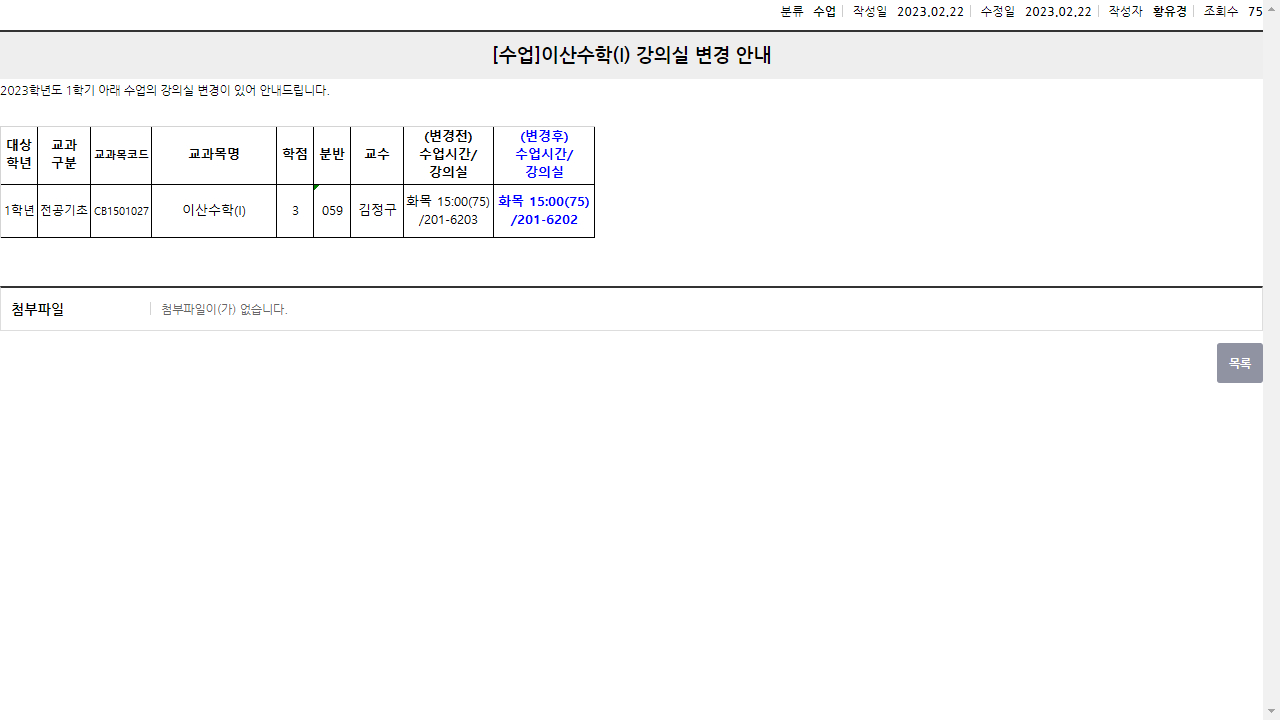 분류 수업 작성일 2023.02.22 수정일 2023.02.22 작성자 황유경 조회수 75
[수업]이산수학(I) 강의실 변경 안내
2023학년도 1학기 아래 수업의 강의실 변경이 있어 안내드립니다.
대상
학년
교과
구분
교과목코드
교과목명
학점
분반
교수
(변경전)
수업시간/
강의실
(변경후)
수업시간/
강의실
1학년
전공기초
CB1501027
이산수학(I)
3
059
김정구
화목 15:00(75)
/201-6203
화목 15:00(75)
/201-6202
첨부파일 첨부파일이(가) 없습니다.
목록